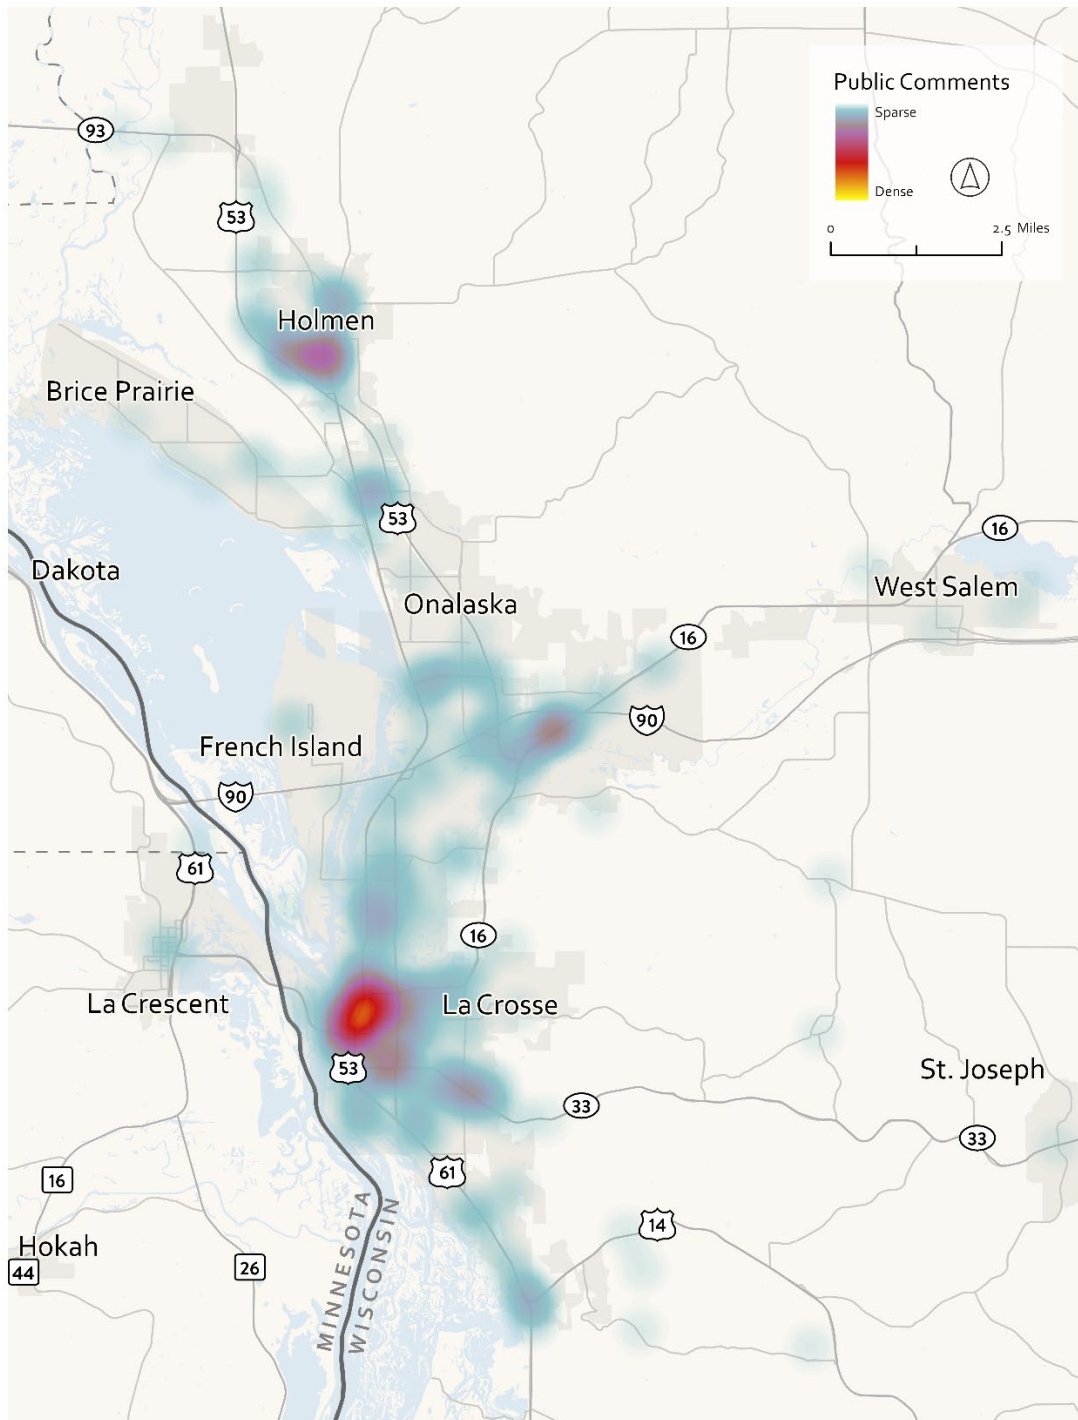 Public Comments
Sparse
Dense
0
2.5 Miles
93
53
Holmen
Brice Prairie
53
16
Dakota
West Salem
Onalaska
16
90
French Island
90
61
16
La Crescent
La Crosse
53
St. Joseph
33
33
61
16
14
Hokah
44
26
MINNESOTA
WISCONSIN